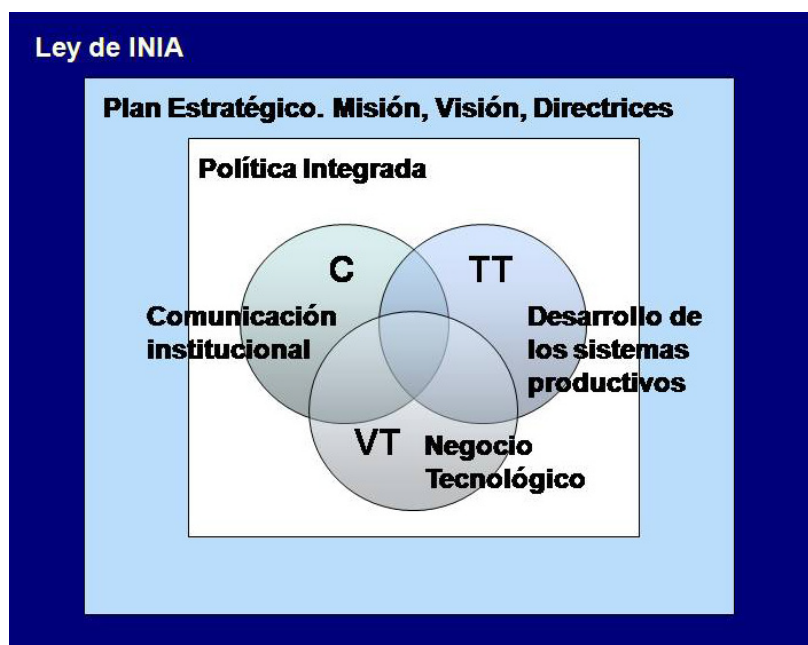 Ley de INIA
Plan Estratégico. Misión, Visión, Directrices
Política Integrada
C
TT
Comunicación
institucional
Desarrollo de
los sistemas
productivos
VT
Negocio
Tecnológico